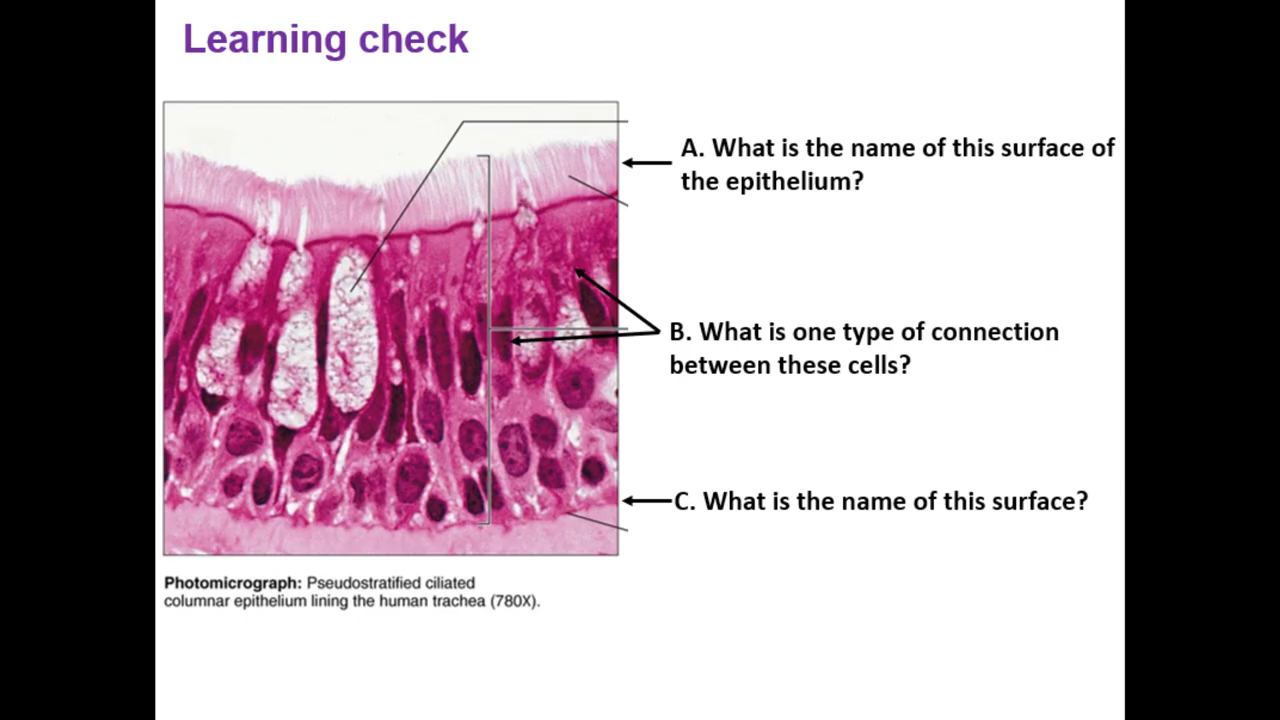 Learning check
A. What is the name of this surface of
the epithelium?
B. What is one type of connection
between these cells?
C. What is the name of this surface?
Photomicrograph: Pseudostratified ciliated
columnar epithelium lining the human trachea (780X).